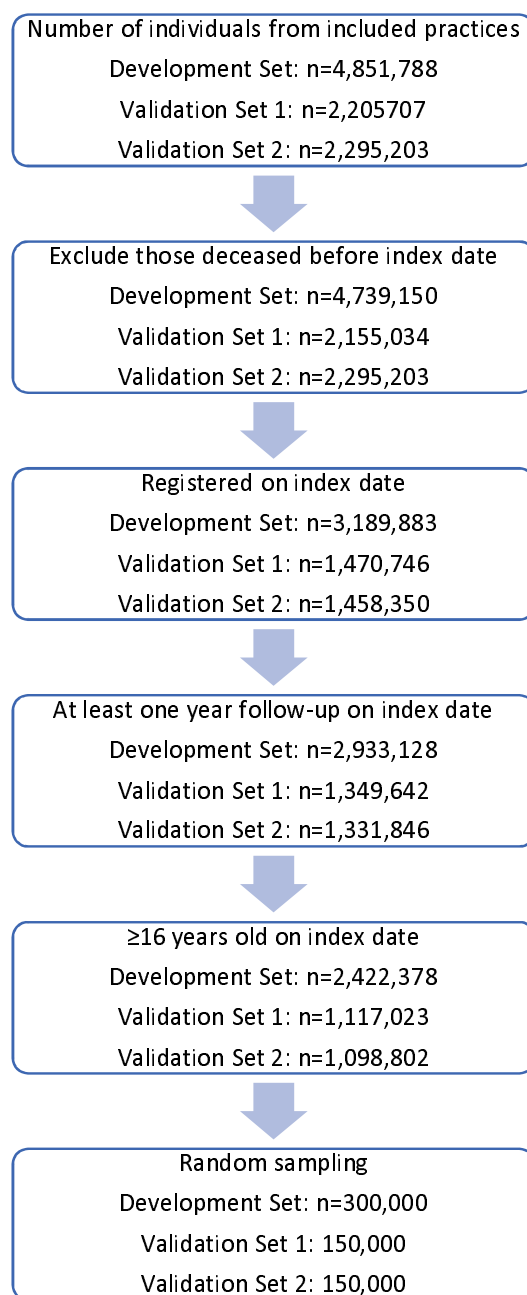 Number of individuals from included practices
Development Set: n=4,851,788
Validation Set 1: n=2,205707
Validation Set 2: n=2,295,203
Exclude those deceased before index date
Development Set: n=4,739,150
Validation Set 1: n=2,155,034
Validation Set 2: n=2,295,203
Registered on index date
Development Set: n=3,189,883
Validation Set 1: n=1,470,746
Validation Set 2: n=1,458,350
At least one year follow-up on index date
Development Set: n=2,933,128
Validation Set 1: n=1,349,642
Validation Set 2: n=1,331,846
≥16 years old on index date
Development Set: n=2,422,378
Validation Set 1: n=1,117,023
Validation Set 2: n=1,098,802
Random sampling
Development Set: n=300,000
Validation Set 1: 150,000
Validation Set 2: 150,000